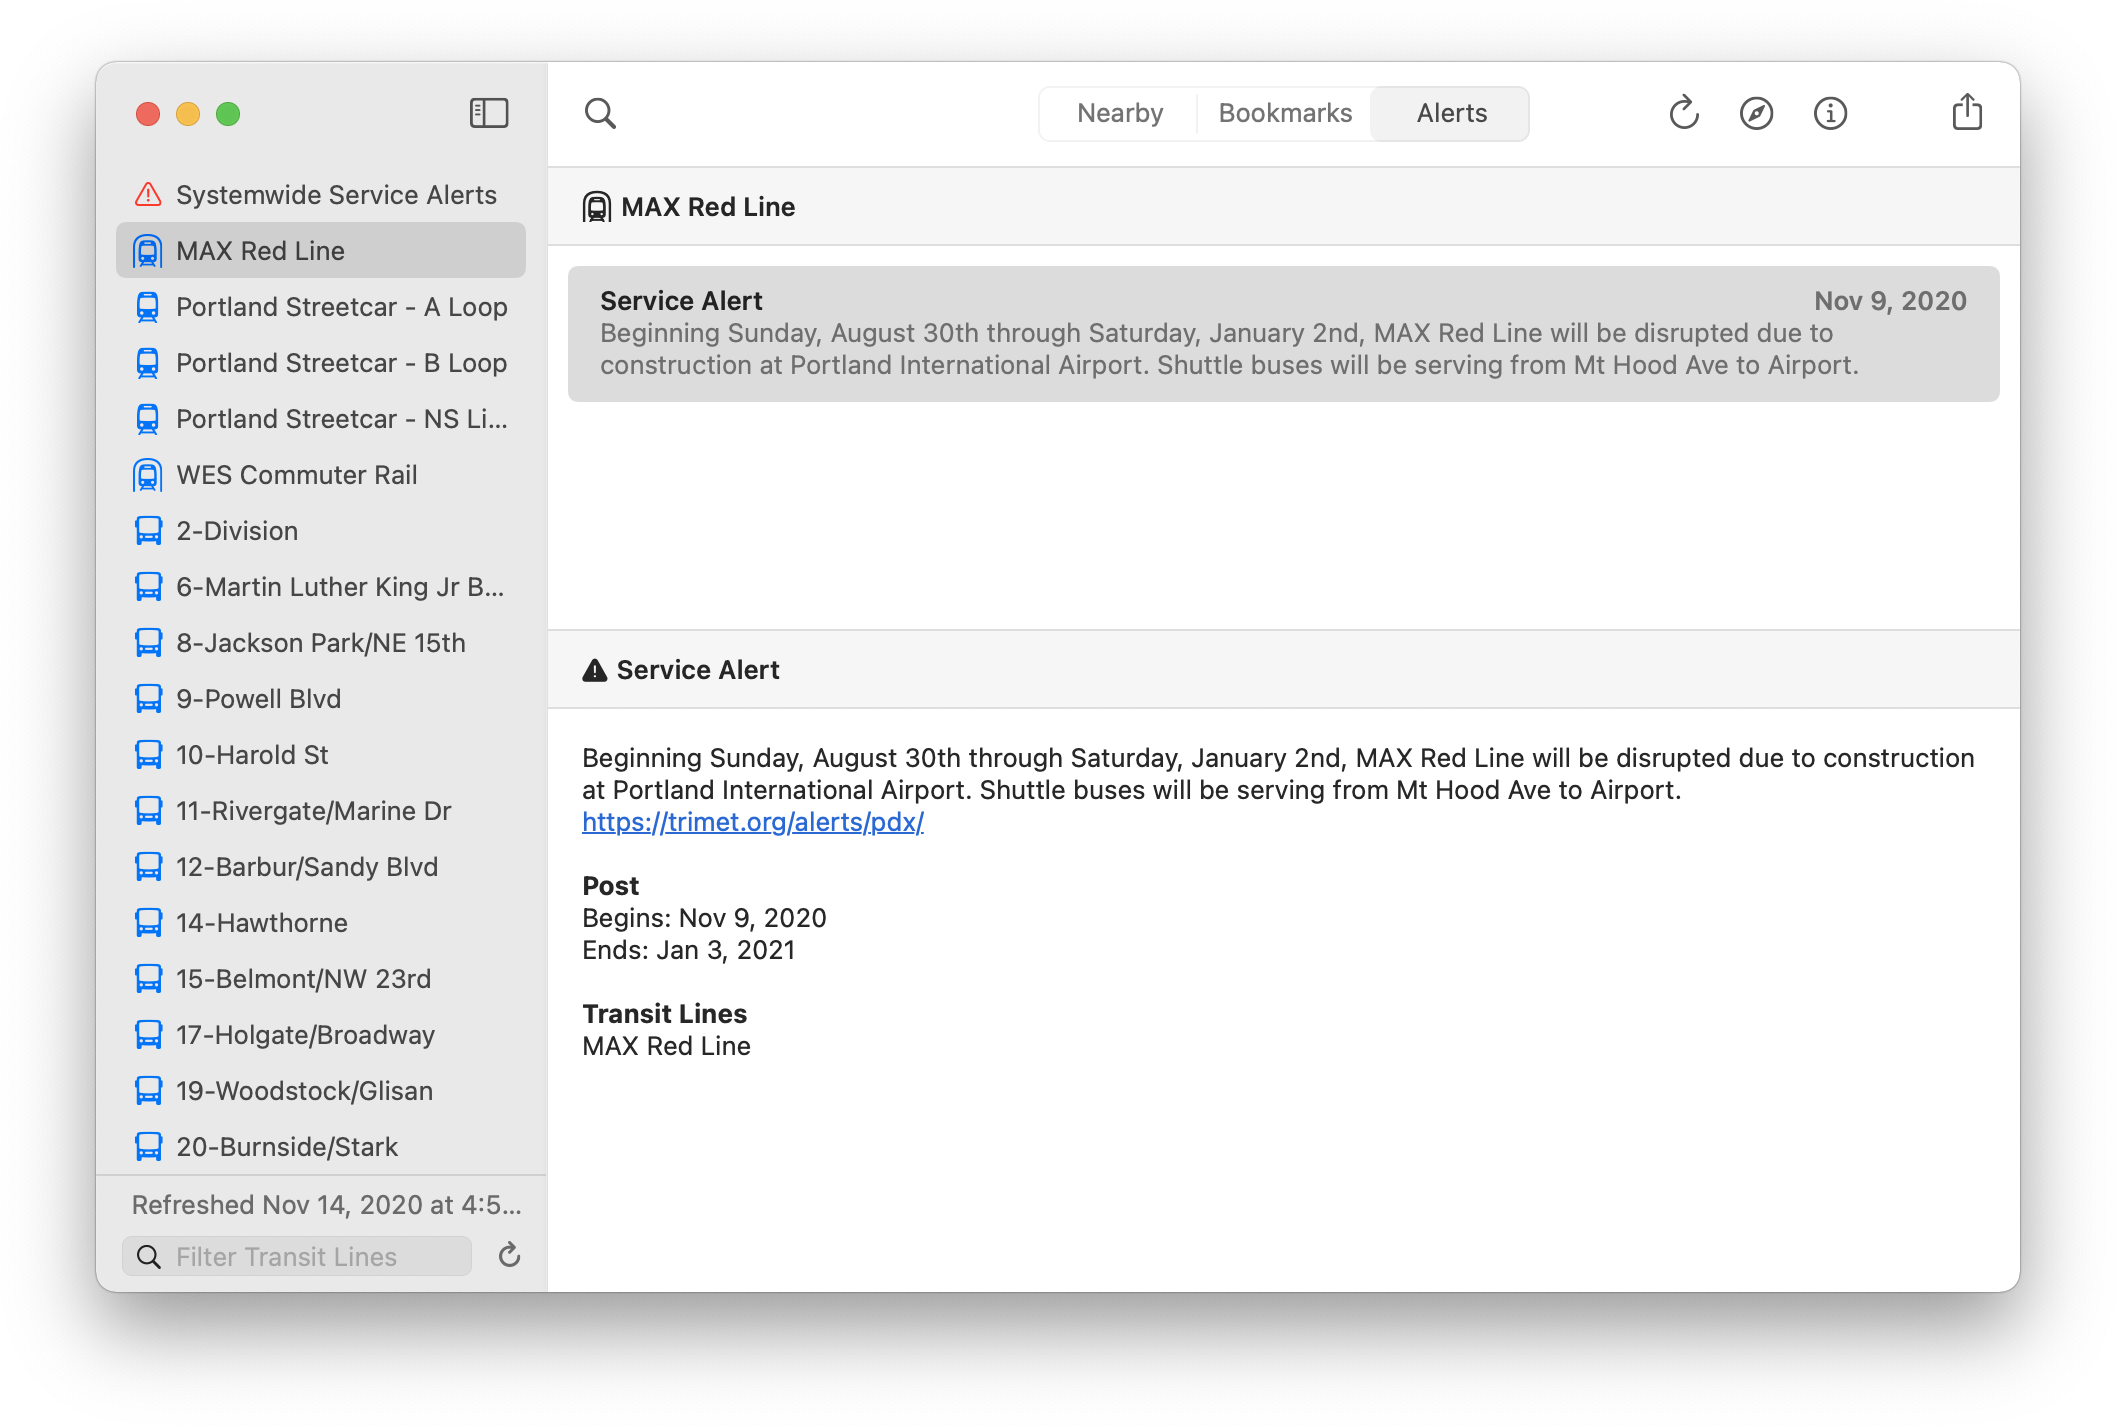 Nearby
Bookmarks
Alerts
Systemwide Service Alerts
MAX Red Line
Portland Streetcar - A Loop
Portland Streetcar - B Loop
Portland Streetcar - NS Li...
WES Commuter Rail
2-Division
6-Martin Luther King Jr B...
8-Jackson Park/NE 15th
9-Powell Blvd
10-Harold St
11-Rivergate/Marine Dr
12-Barbur/Sandy Blvd
14-Hawthorne
15-Belmont/NW 23rd
17-Holgate/Broadway
19-Woodstock/Glisan
20-Burnside/Stark
Refreshed Nov 14, 2020 at 4:5...
Filter Transit Lines
MAX Red Line
Service Alert
Nov 9, 2020
Beginning Sunday, August 30th through Saturday, January 2nd, MAX Red Line will be disrupted due to
construction at Portland International Airport. Shuttle buses will be serving from Mt Hood Ave to Airport.
Service Alert
Beginning Sunday, August 30th through Saturday, January 2nd, MAX Red Line will be disrupted due to construction
at Portland International Airport. Shuttle buses will be serving from Mt Hood Ave to Airport.
https://trimet.org/alerts/pdx/
Post
Begins: Nov 9, 2020
Ends: Jan 3, 2021
Transit Lines
MAX Red Line